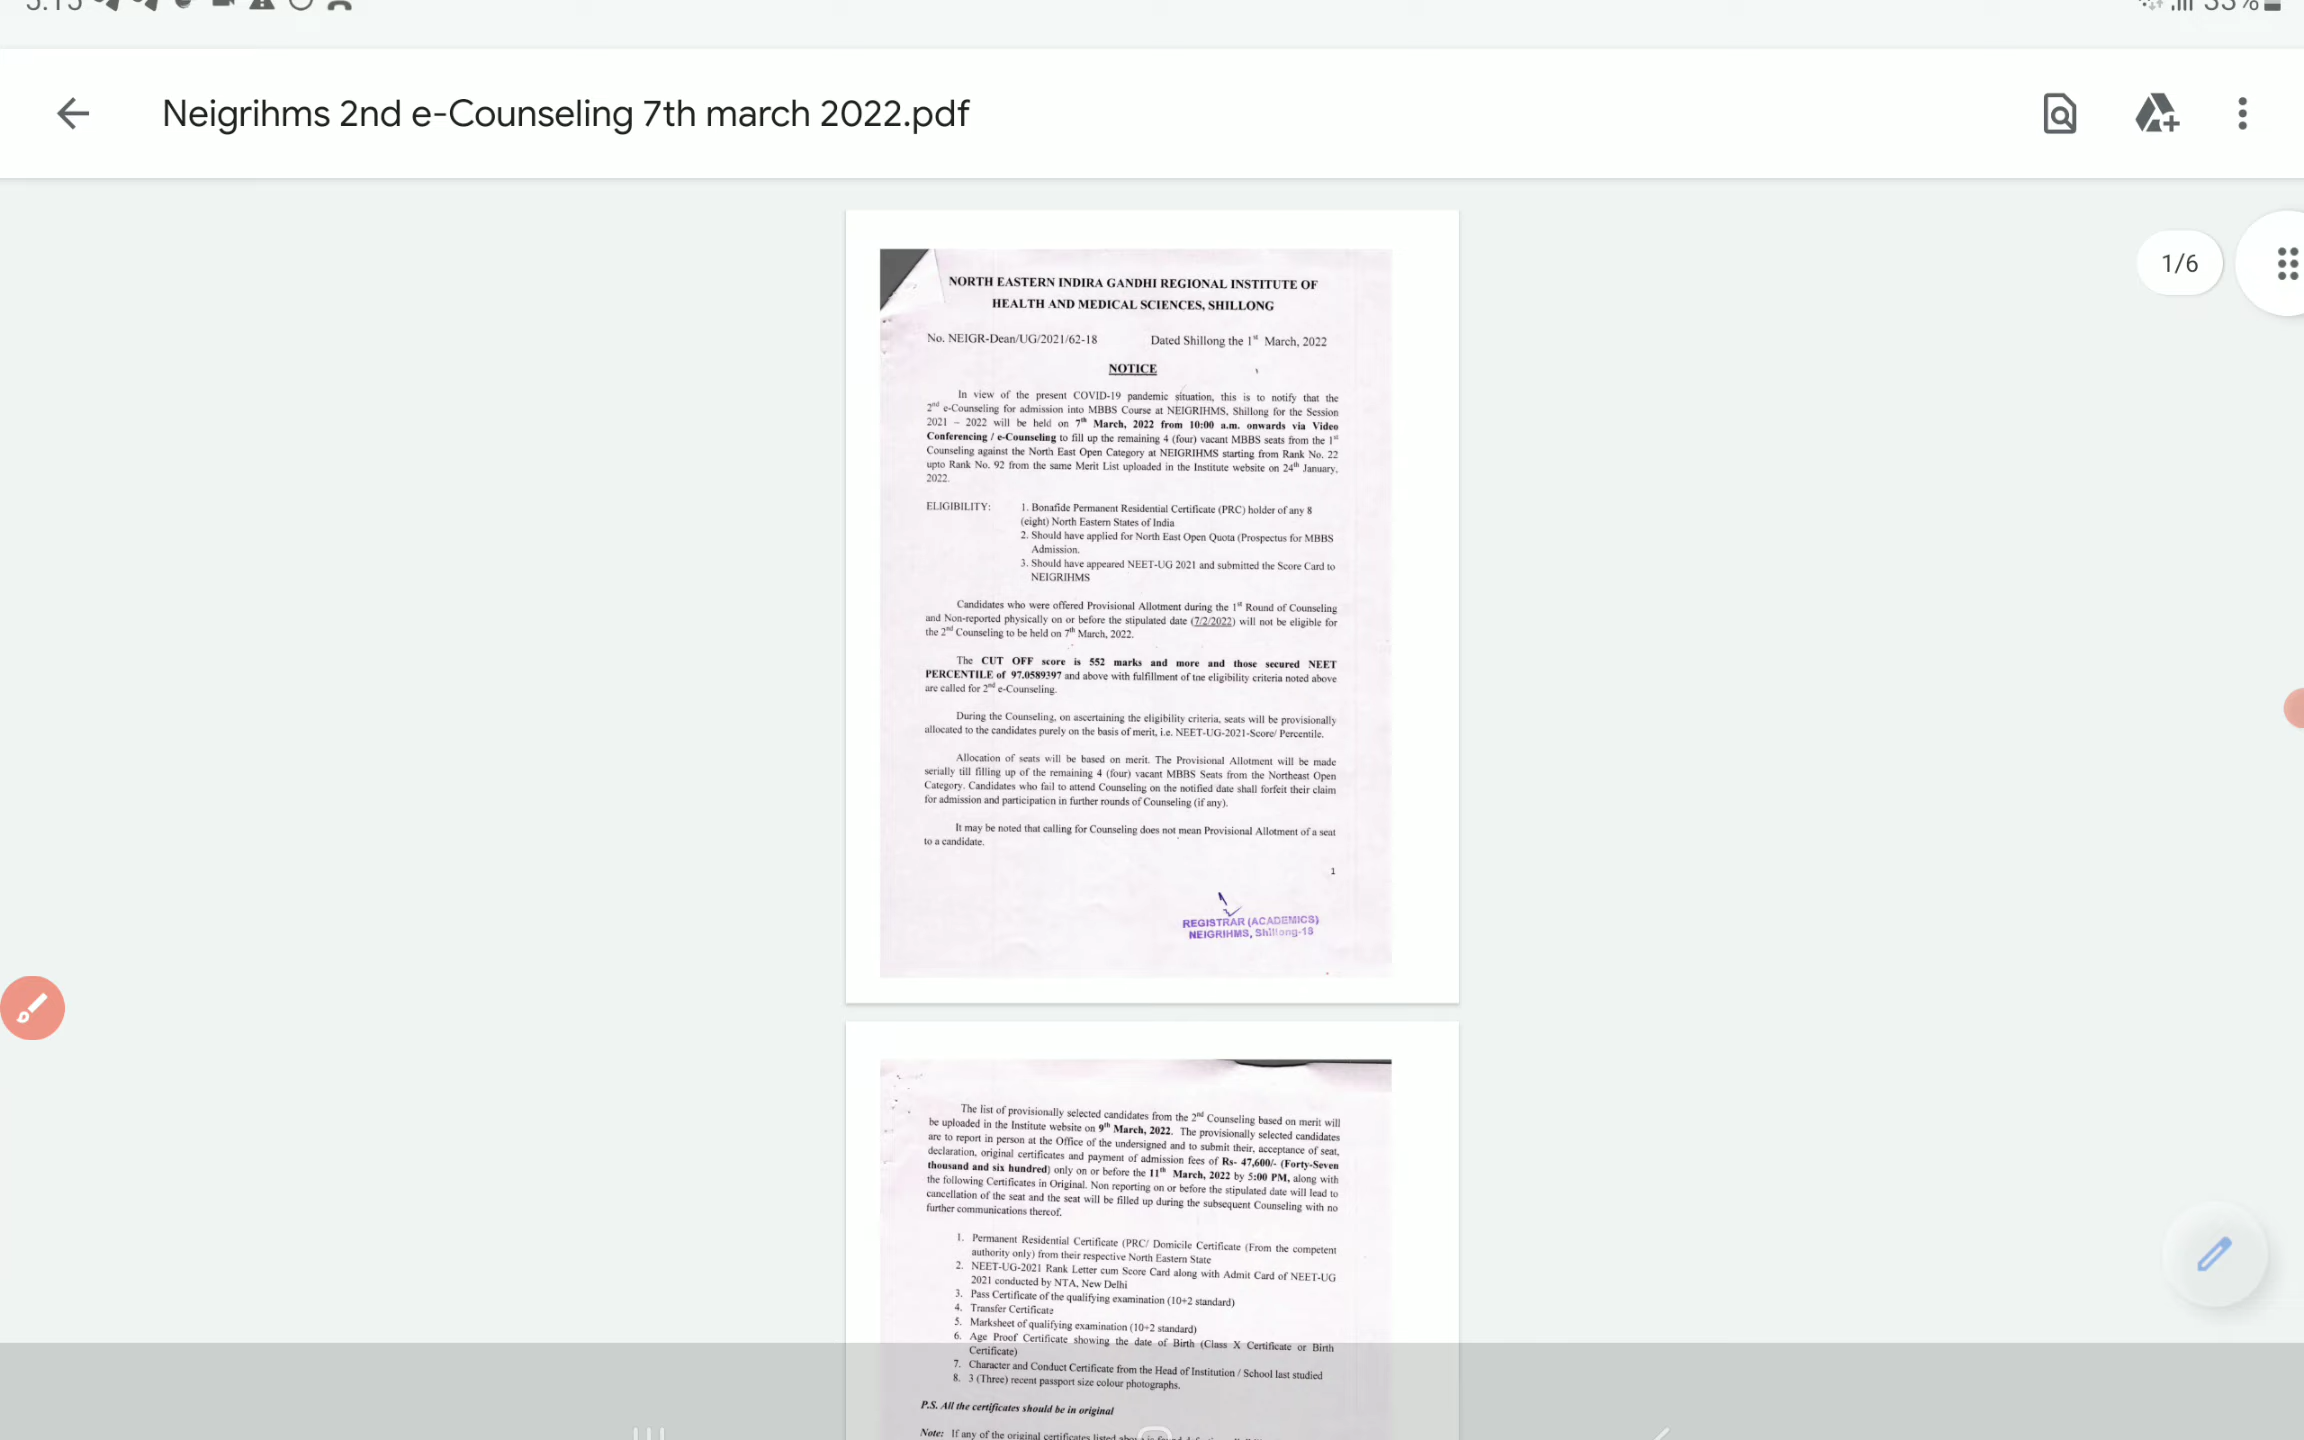 Neigrihms 2nd e-Counseling 7th march 2022.pdf
1/6
NORTH EASTERN INDIRA GANDHI REGIONAL INSTITUTE OF
HEALTH AND MEDICAL SCIENCES, SHILLONG
No. NEIGR-Dean/UG/2021/62-18 Dated Shillong the 1st March, 2022
NOTICE
In view of the present COVID-19 pandemic situation, this is to notify that the
2nd e-Counseling for admission into MBBS Course at NEIGRIHMS, Shillong for the Session
2021 – 2022 will be held on 7th March, 2022 from 10:00 a.m. onwards via Video
Conferencing / e-Counseling to fill up the remaining 4 (four) vacant MBBS seats from the 1st
Counseling against the North East Open Category at NEIGRIHMS starting from Rank No. 22
upto Rank No. 92 from the same Merit List uploaded in the Institute website on 24th January,
2022.
ELIGIBILITY: 1. Bonafide Permanent Residential Certificate (PRC) holder of any 8
(eight) North Eastern States of India
2. Should have applied for North East Open Quota (Prospectus for MBBS
Admission.
3. Should have appeared NEET-UG 2021 and submitted the Score Card to
NEIGRIHMS
Candidates who were offered Provisional Allotment during the 1st Round of Counseling
and Non-reported physically on or before the stipulated date (7/2/2022) will not be eligible for
the 2nd Counseling to be held on 7th March, 2022.
The CUT OFF score is 552 marks and more and those secured NEET
PERCENTILE of 97.0589397 and above with fulfillment of the eligibility criteria noted above
are called for 2nd e-Counseling.
During the Counseling, on ascertaining the eligibility criteria, seats will be provisionally
allocated to the candidates purely on the basis of merit, i.e. NEET-UG-2021-Score/ Percentile.
Allocation of seats will be based on merit. The Provisional Allotment will be made
serially till filling up of the remaining 4 (four) vacant MBBS Seats from the Northeast Open
Category. Candidates who fail to attend Counseling on the notified date shall forfeit their claim
for admission and participation in further rounds of Counseling (if any).
It may be noted that calling for Counseling does not mean Provisional Allotment of a seat
to a candidate.
1
REGISTRAR (ACADEMICS)
NEIGRIHMS, Shillong-18
The list of provisionally selected candidates from the 2nd Counseling based on merit will
be uploaded in the Institute website on 9th March, 2022. The provisionally selected candidates
are to report in person at the Office of the undersigned and to submit their, acceptance of seat,
declaration, original certificates and payment of admission fees of Rs- 47,600/- (Forty-Seven
thousand and six hundred) only on or before the 11th March, 2022 by 5:00 PM, along with
the following Certificates in Original. Non reporting on or before the stipulated date will lead to
cancellation of the seat and the seat will be filled up during the subsequent Counseling with no
further communications thereof.
1. Permanent Residential Certificate (PRC/ Domicile Certificate (From the competent
authority only) from their respective North Eastern State
2. NEET-UG-2021 Rank Letter cum Score Card along with Admit Card of NEET-UG
2021 conducted by NTA, New Delhi
3. Pass Certificate of the qualifying examination (10+2 standard)
4. Transfer Certificate
5. Marksheet of qualifying examination (10+2 standard)
6. Age Proof Certificate showing the date of Birth (Class X Certificate or Birth
Certificate)
7. Character and Conduct Certificate from the Head of Institution / School last studied
8. 3 (Three) recent passport size colour photographs.
P.S. All the certificates should be in original
Note: If any of the original certificates listed